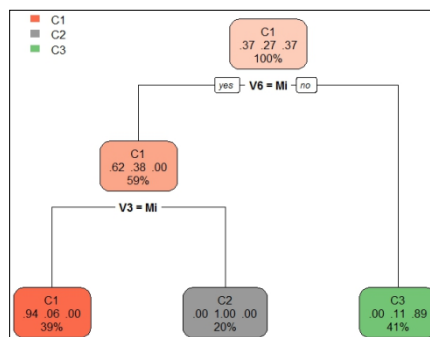 C1
C2
C3
C1
.37 .27 .37
100%
yes V6 = Mi no
C1
.62 .38 .00
59%
V3 = Mi
C1
.94 .06 .00
39%
C2
.00 1.00 .00
20%
C3
.00 .11 .89
41%